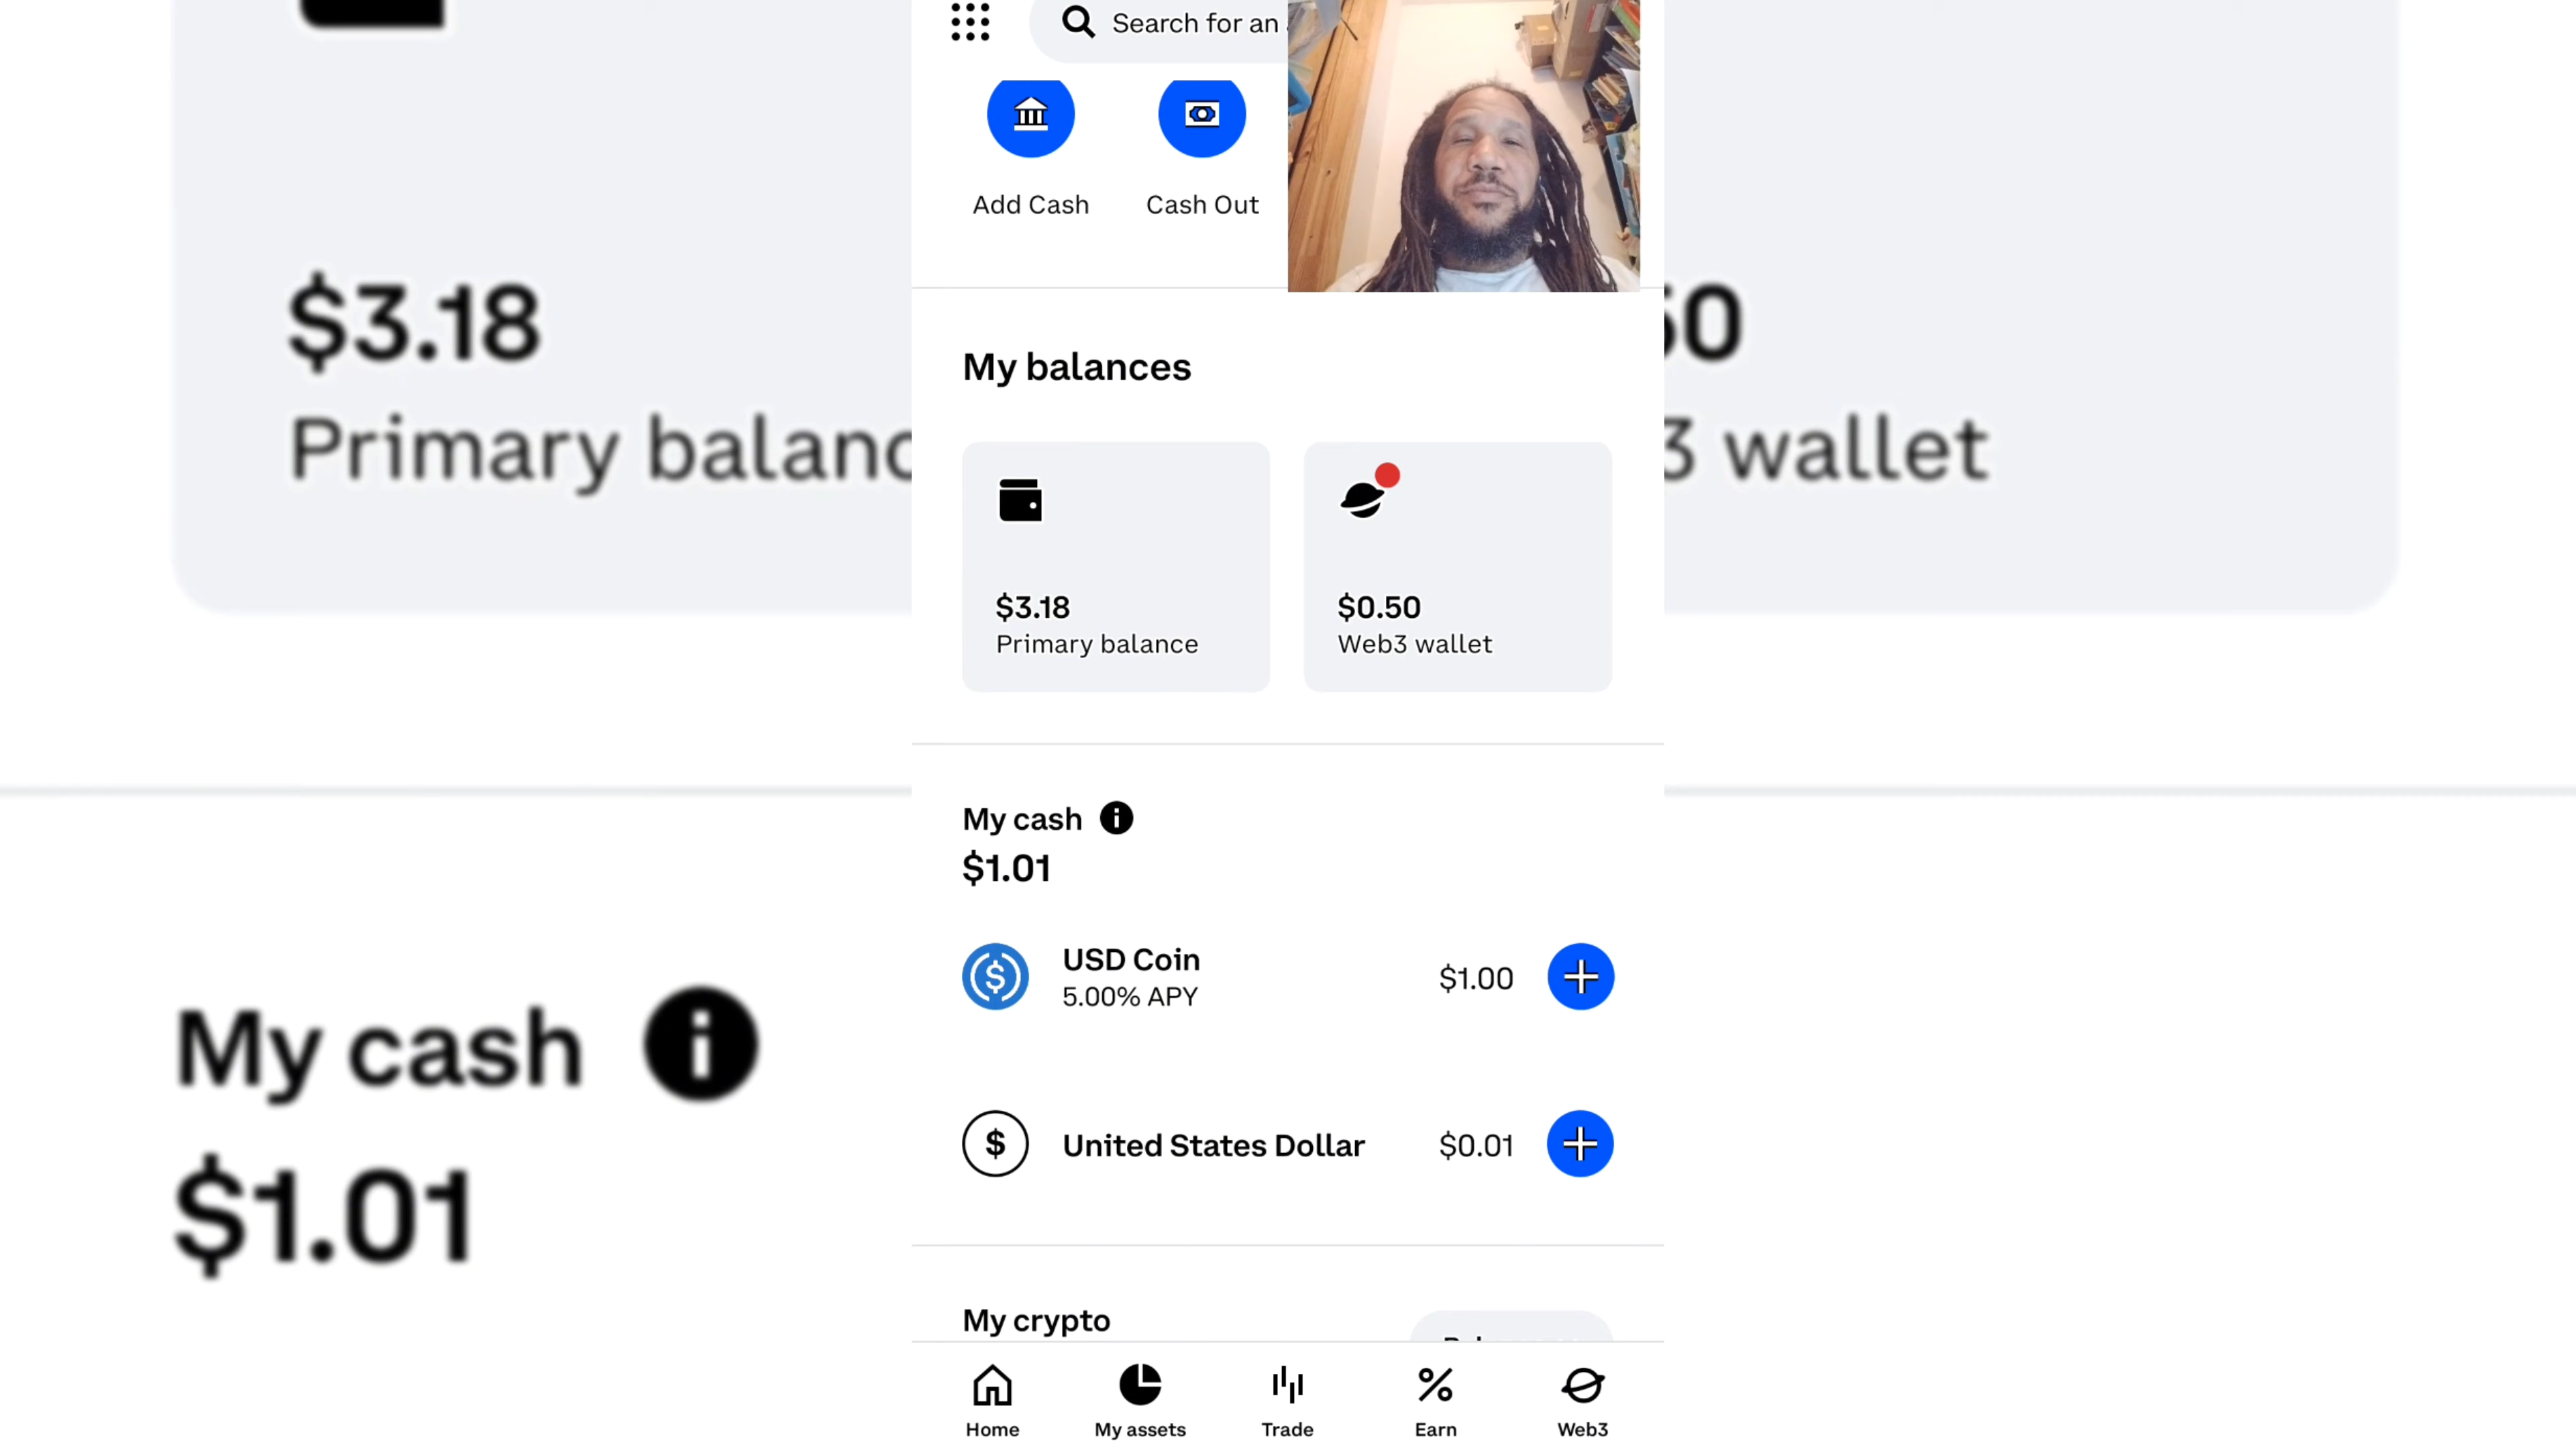 Search for an
Add Cash
Cash Out
$3.18
Primary balanc
50
3 wallet
My balances
$3.18
Primary balance
$0.50
Web3 wallet
My cash
$1.01
USD Coin
5.00% APY
$1.00
United States Dollar
$0.01
My cash
$1.01
My crypto
Home
My assets
Trade
Earn
Web3